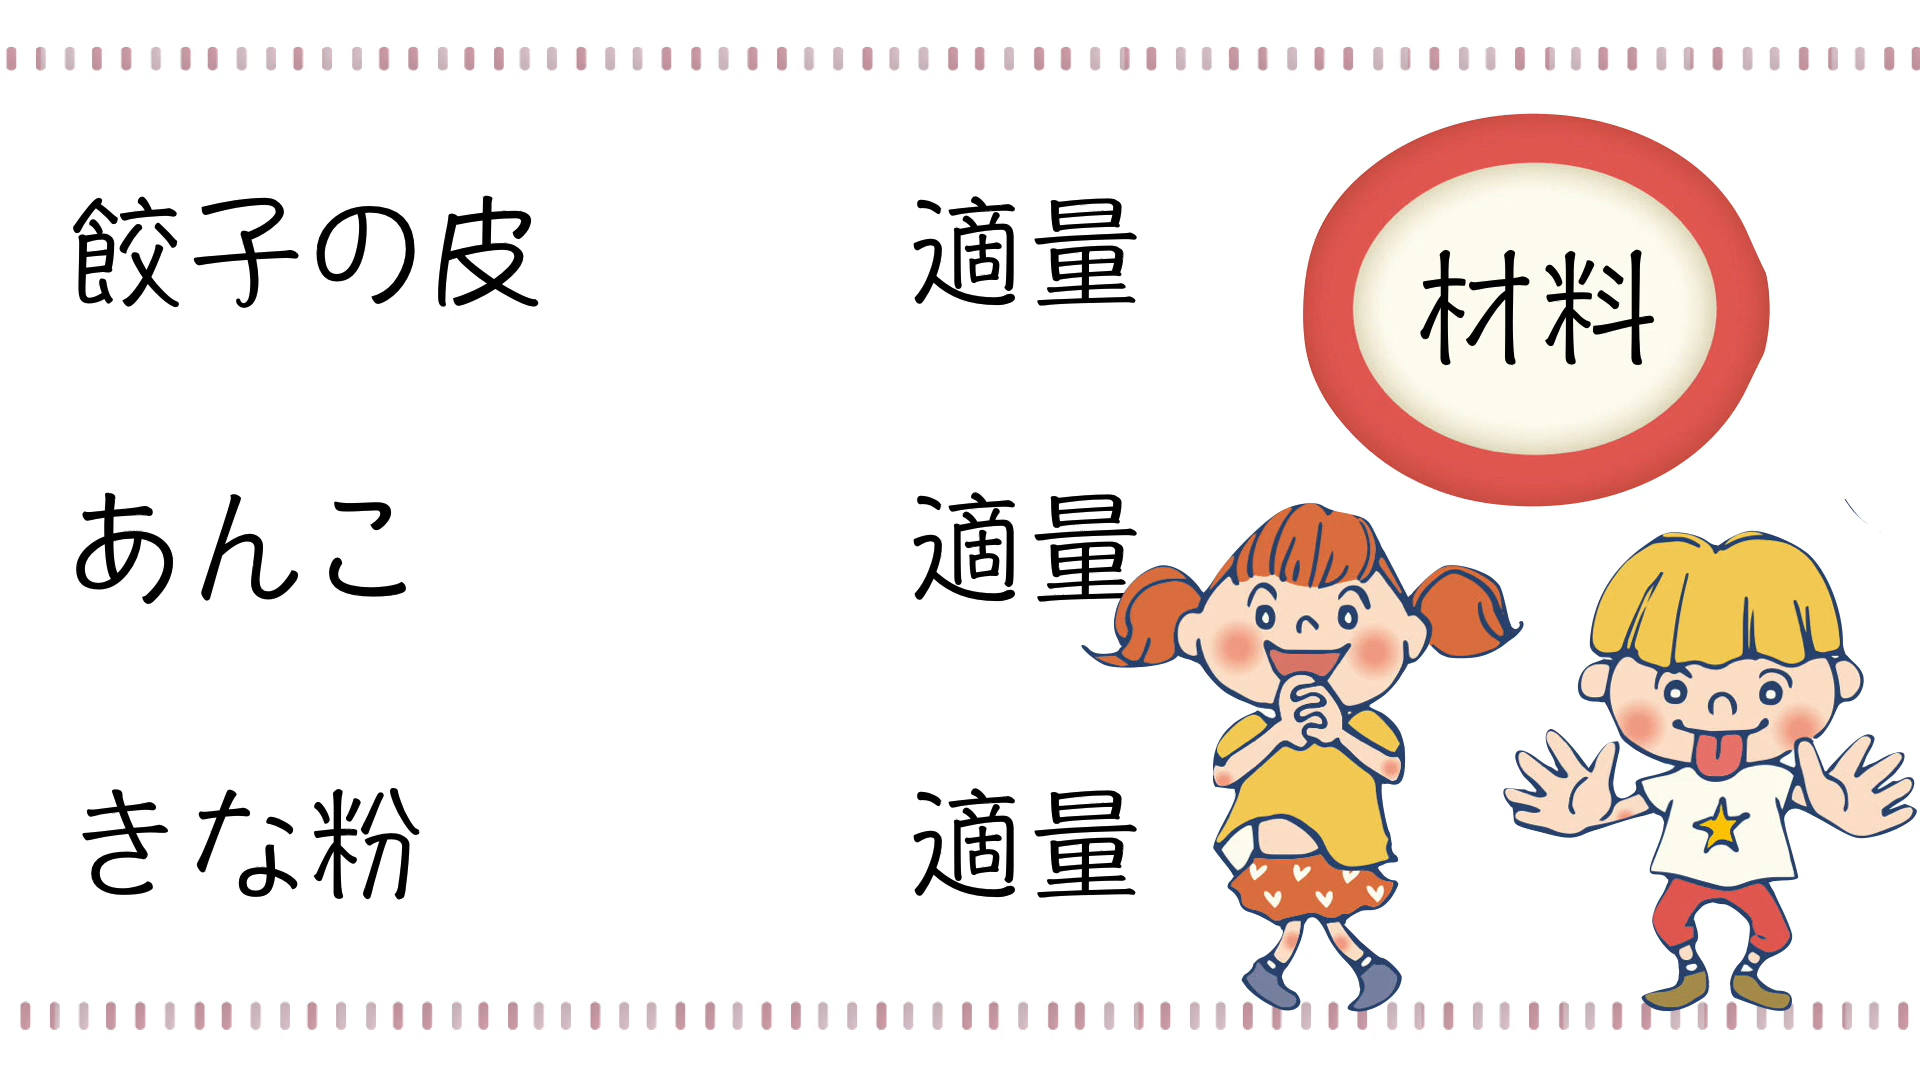 材料
餃子の皮 適量
あんこ 適量
きな粉 適量